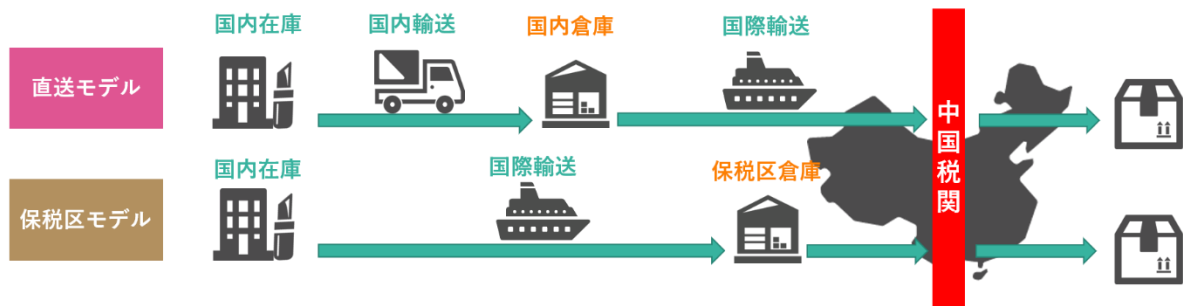 国内在庫
国内輸送
国内倉庫
国際輸送
直送モデル
中国税関
国内在庫
国際輸送
保税区倉庫
保税区モデル